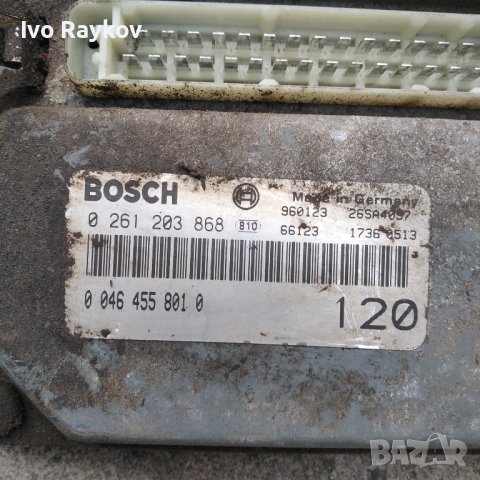 Ivo Raykov
BOSCH
Made in Germany
0 261 203 868 810
960123 26SA4097
66123 1736 0513
0 046 455 801 0
120
BAZAR